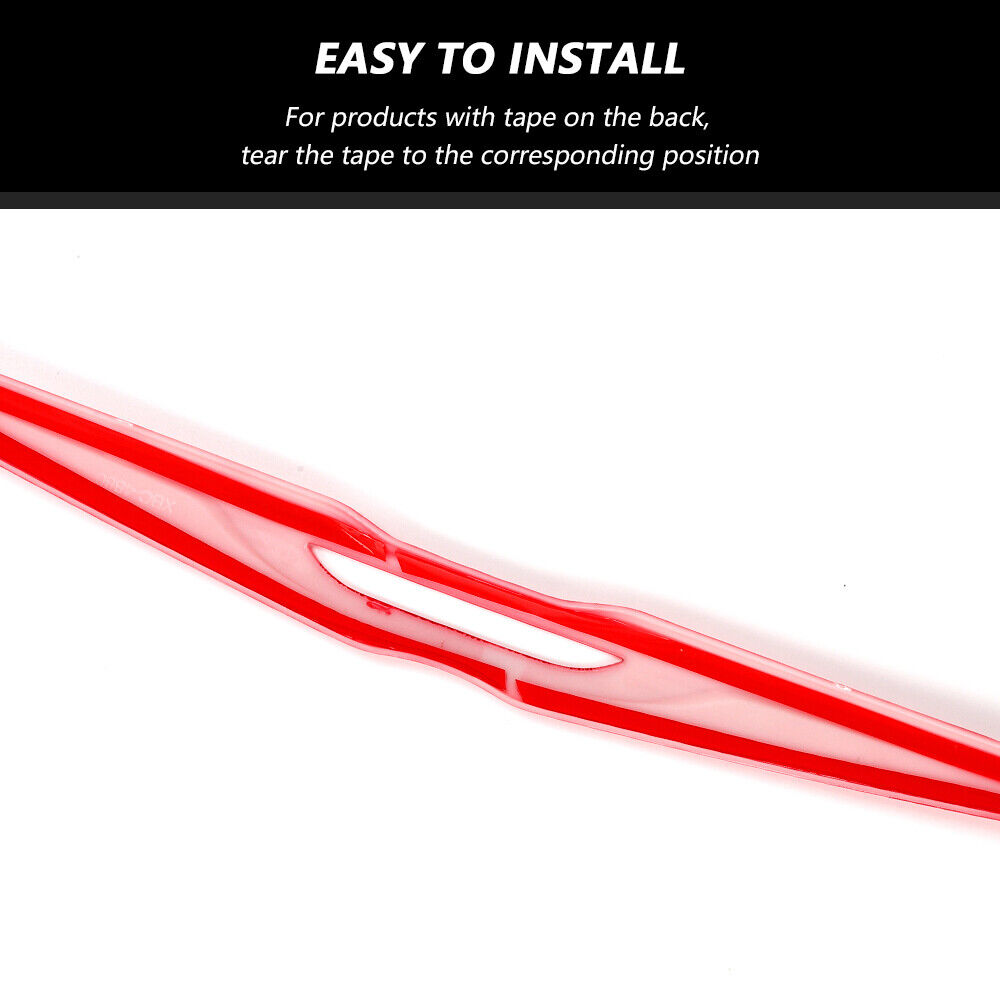 EASY TO INSTALL
For products with tape on the back,
tear the tape to the corresponding position